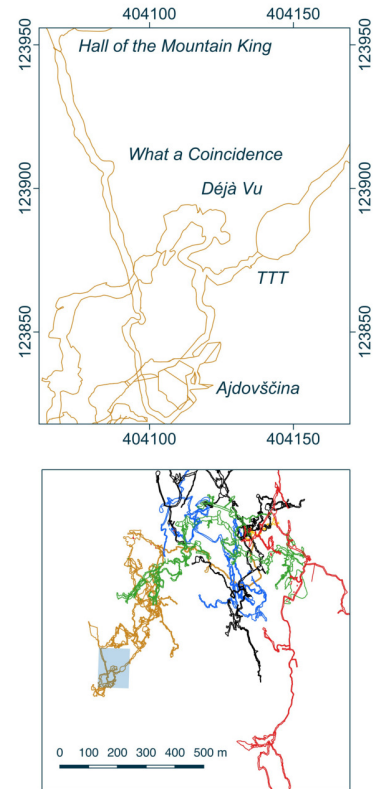 404100 404150
123950 123950
Hall of the Mountain King
What a Coincidence
123900 123900
Déjà Vu
TTT
123850 123850
Ajdovščina
404100 404150
0 100 200 300 400 500 m